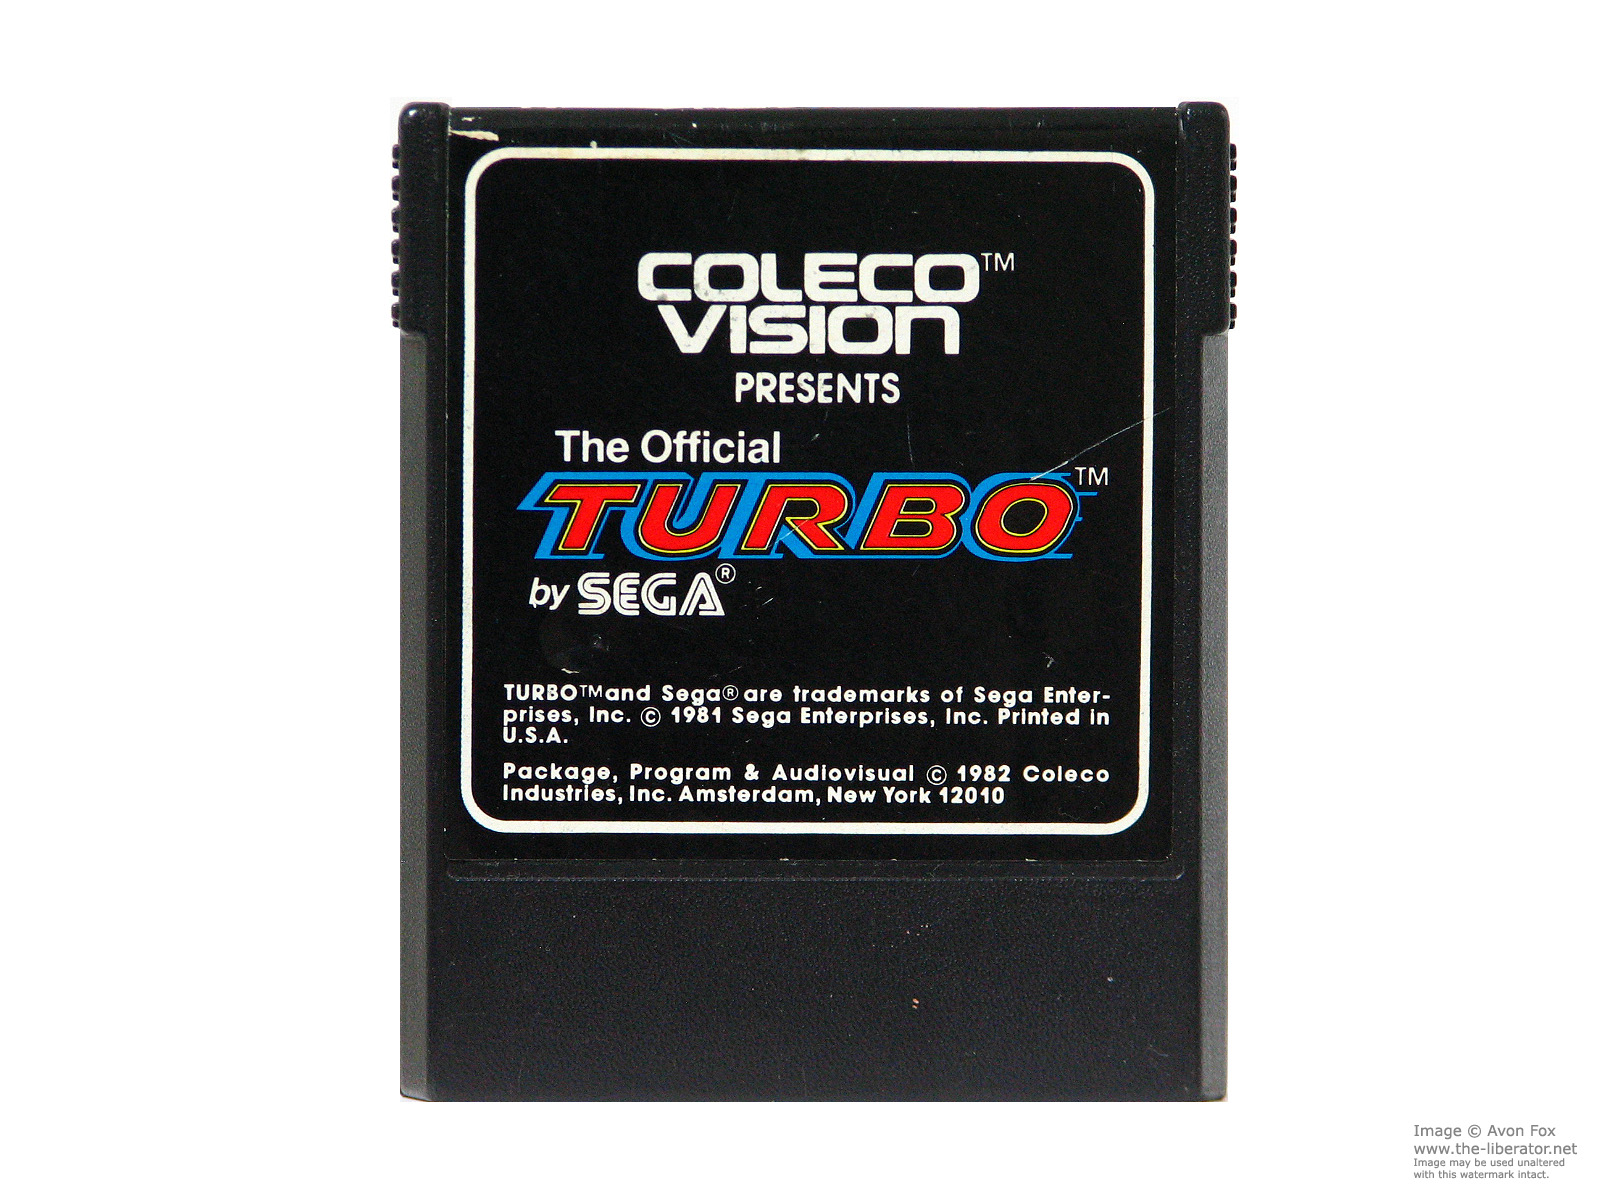 COLECO™
VISION
PRESENTS
The Official
TURBO™
by SEGA®
TURBO™ and Sega® are trademarks of Sega Enter-
prises, Inc. © 1981 Sega Enterprises, Inc. Printed in
U.S.A.
Package, Program & Audiovisual © 1982 Coleco
Industries, Inc. Amsterdam, New York 12010
Image © Avon Fox
www.the-liberator.net
Image may be used unaltered
with this watermark intact.